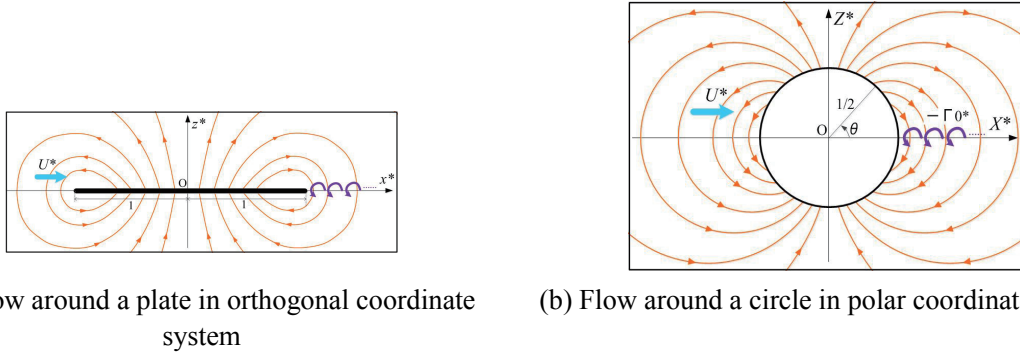 z*
U*
O
x*
1
1
Z*
U*
1/2
- Γ0*
O
θ
X*
ow around a plate in orthogonal coordinate
system
(b) Flow around a circle in polar coordinat